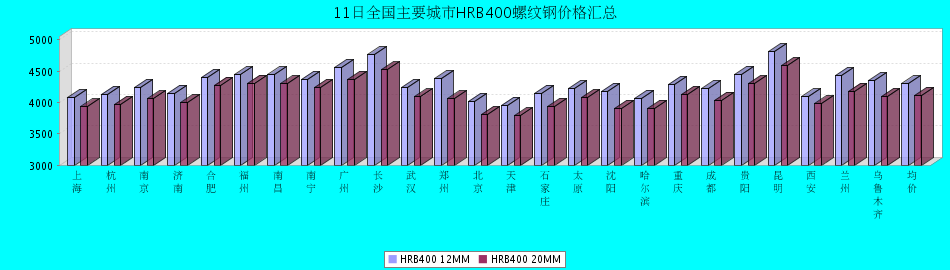 11日全国主要城市HRB400螺纹钢价格汇总
5000
4500
4000
3500
3000
上海
杭州
南京
济南
合肥
福州
南昌
南宁
广州
长沙
武汉
郑州
北京
天津
石家庄
太原
沈阳
哈尔滨
重庆
成都
贵阳
昆明
西安
兰州
乌鲁木齐
均价
HRB400 12MM
HRB400 20MM